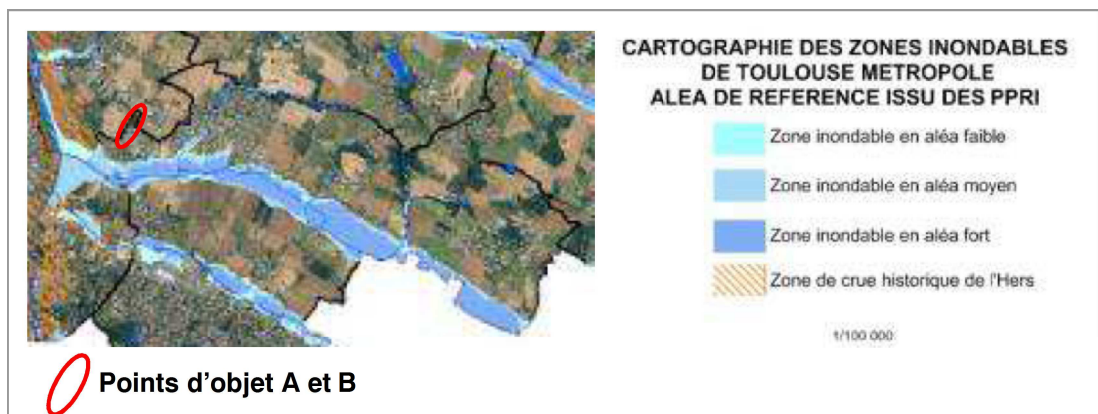 CARTOGRAPHIE DES ZONES INONDABLES
DE TOULOUSE METROPOLE
ALEA DE REFERENCE ISSU DES PPRI
Zone inondable en aléa faible
Zone inondable en aléa moyen
Zone inondable en aléa fort
Zone de crue historique de l'Hers
1/100 000
Points d'objet A et B